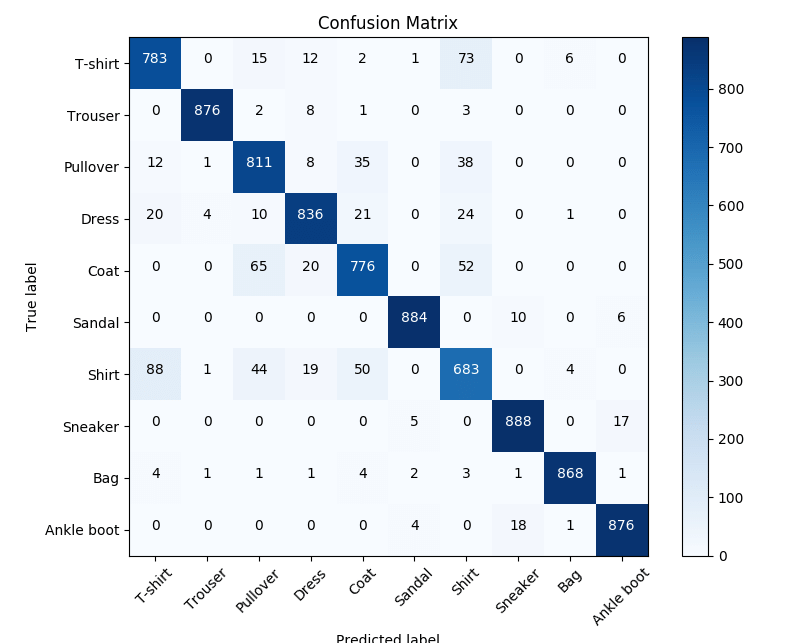 Confusion Matrix
True label
T-shirt 783 0 15 12 2 1 73 0 6 0
Trouser 0 876 2 8 1 0 3 0 0 0
Pullover 12 1 811 8 35 0 38 0 0 0
Dress 20 4 10 836 21 0 24 0 1 0
Coat 0 0 65 20 776 0 52 0 0 0
Sandal 0 0 0 0 0 884 0 10 0 6
Shirt 88 1 44 19 50 0 683 0 4 0
Sneaker 0 0 0 0 0 5 0 888 0 17
Bag 4 1 1 1 4 2 3 1 868 1
Ankle boot 0 0 0 0 0 4 0 18 1 876
T-shirt Trouser Pullover Dress Coat Sandal Shirt Sneaker Bag Ankle boot
Predicted label
800
700
600
500
400
300
200
100
0